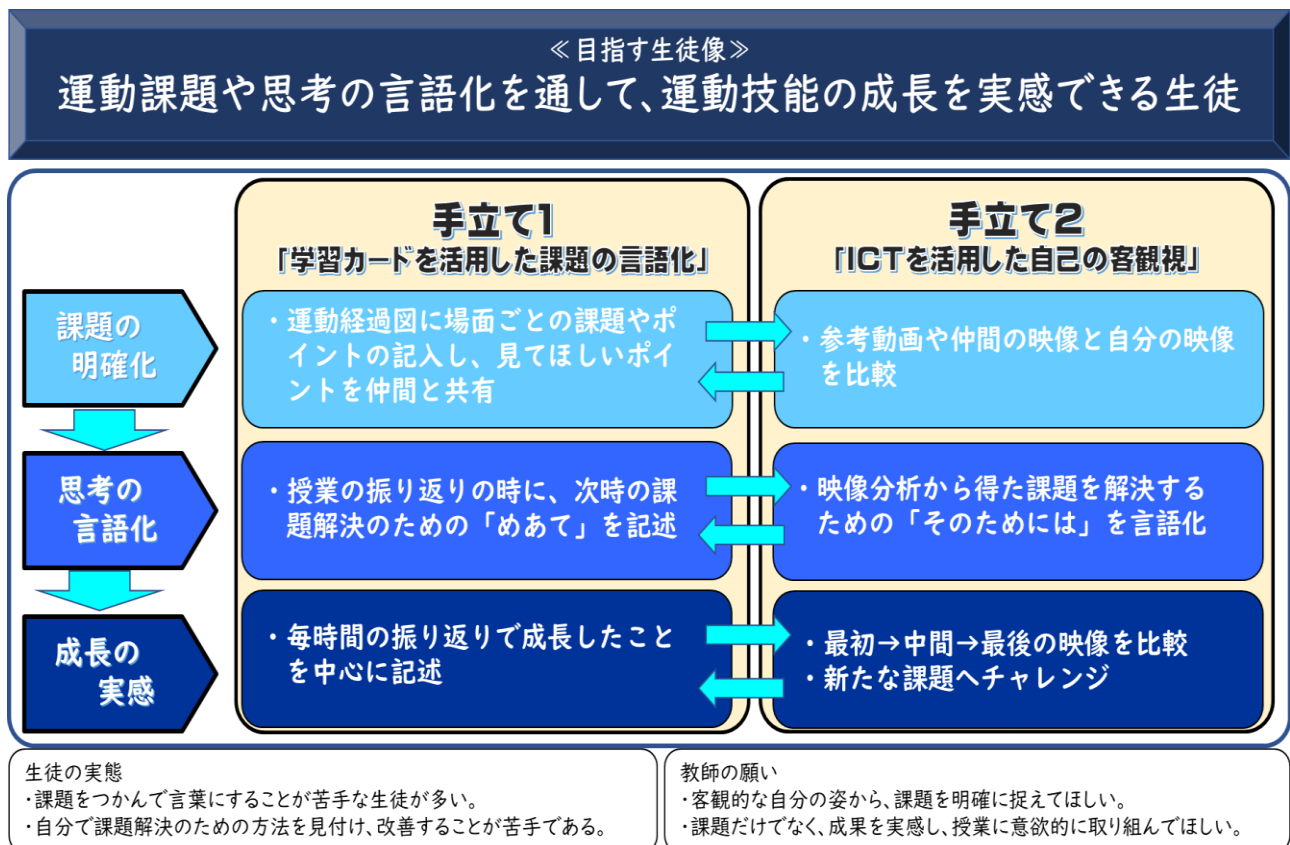 ≪目指す生徒像≫
運動課題や思考の言語化を通して、運動技能の成長を実感できる生徒
手立て1
「学習カードを活用した課題の言語化」
手立て2
「ICTを活用した自己の客観視」
課題の
明確化
・運動経過図に場面ごとの課題やポ
イントの記入し、見てほしいポイ
ントを仲間と共有
・参考動画や仲間の映像と自分の映像
を比較
思考の
言語化
・授業の振り返りの時に、次時の課
題解決のための「めあて」を記述
・映像分析から得た課題を解決する
ための「そのためには」を言語化
成長の
実感
・毎時間の振り返りで成長したこと
を中心に記述
・最初→中間→最後の映像を比較
・新たな課題へチャレンジ
生徒の実態
・課題をつかんで言葉にすることが苦手な生徒が多い。
・自分で課題解決のための方法を見付け、改善することが苦手である。
教師の願い
・客観的な自分の姿から、課題を明確に捉えてほしい。
・課題だけでなく、成果を実感し、授業に意欲的に取り組んでほしい。